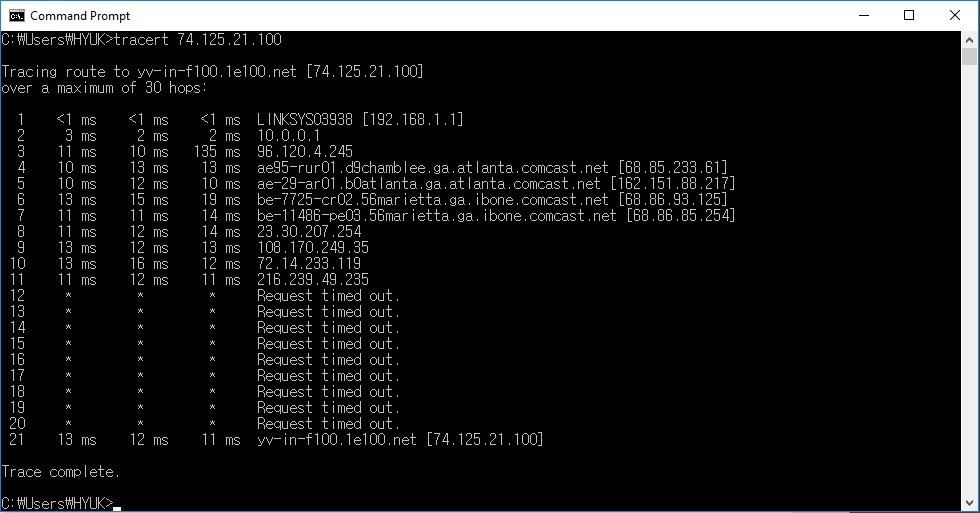 Command Prompt
C:₩Users₩HYUK>tracert 74.125.21.100
Tracing route to yv-in-f100.1e100.net [74.125.21.100]
over a maximum of 30 hops:
1 <1 ms <1 ms <1 ms LINKSYS03938 [192.168.1.1]
2 3 ms 2 ms 2 ms 10.0.0.1
3 11 ms 10 ms 135 ms 96.120.4.245
4 10 ms 13 ms 13 ms ae95-rur01.d9chamblee.ga.atlanta.comcast.net [68.85.233.61]
5 10 ms 12 ms 10 ms ae-29-ar01.b0atlanta.ga.atlanta.comcast.net [162.151.88.217]
6 13 ms 15 ms 19 ms be-7725-cr02.56marietta.ga.ibone.comcast.net [68.86.93.125]
7 11 ms 11 ms 14 ms be-11486-pe03.56marietta.ga.ibone.comcast.net [68.86.85.254]
8 11 ms 12 ms 14 ms 23.30.207.254
9 13 ms 12 ms 13 ms 108.170.249.35
10 13 ms 16 ms 12 ms 72.14.233.119
11 11 ms 12 ms 11 ms 216.239.49.235
12 * * * Request timed out.
13 * * * Request timed out.
14 * * * Request timed out.
15 * * * Request timed out.
16 * * * Request timed out.
17 * * * Request timed out.
18 * * * Request timed out.
19 * * * Request timed out.
20 * * * Request timed out.
21 13 ms 12 ms 11 ms yv-in-f100.1e100.net [74.125.21.100]
Trace complete.
C:₩Users₩HYUK>